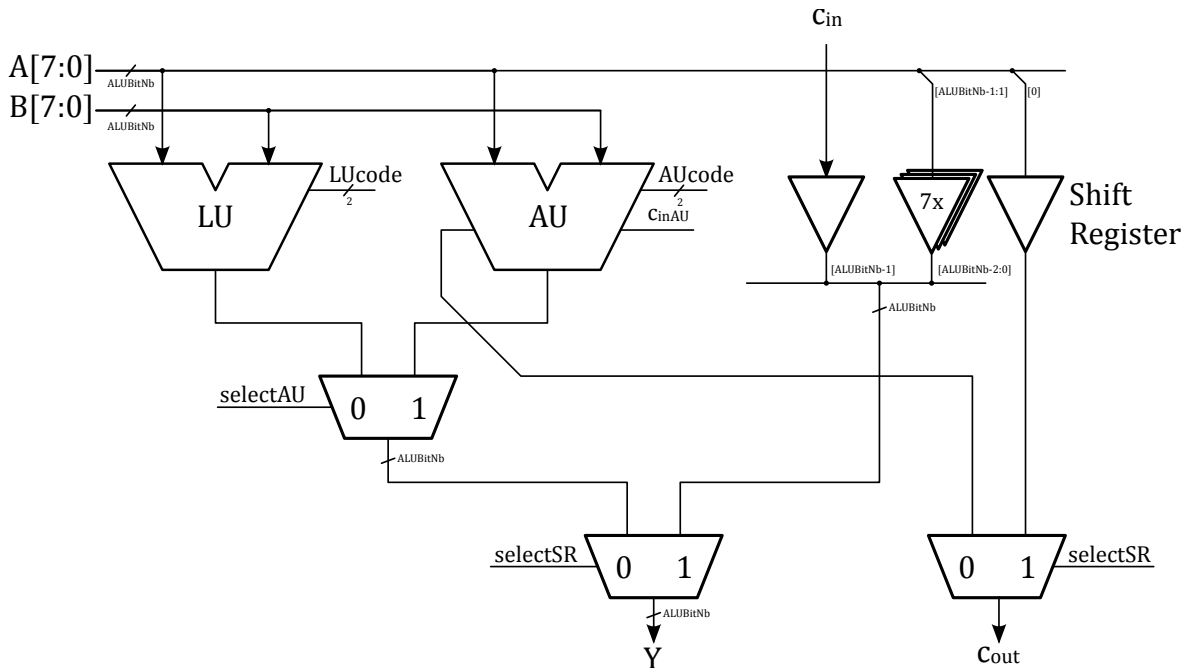 cin
A[7:0]
ALUBitNb
[ALUBitNb-1:1]
[0]
B[7:0]
ALUBitNb
LUcode
2
AUcode
2
cinAU
LU
AU
7x
Shift
Register
[ALUBitNb-1]
[ALUBitNb-2:0]
ALUBitNb
selectAU
0 1
ALUBitNb
selectSR
0 1
0 1
selectSR
ALUBitNb
Y
cout